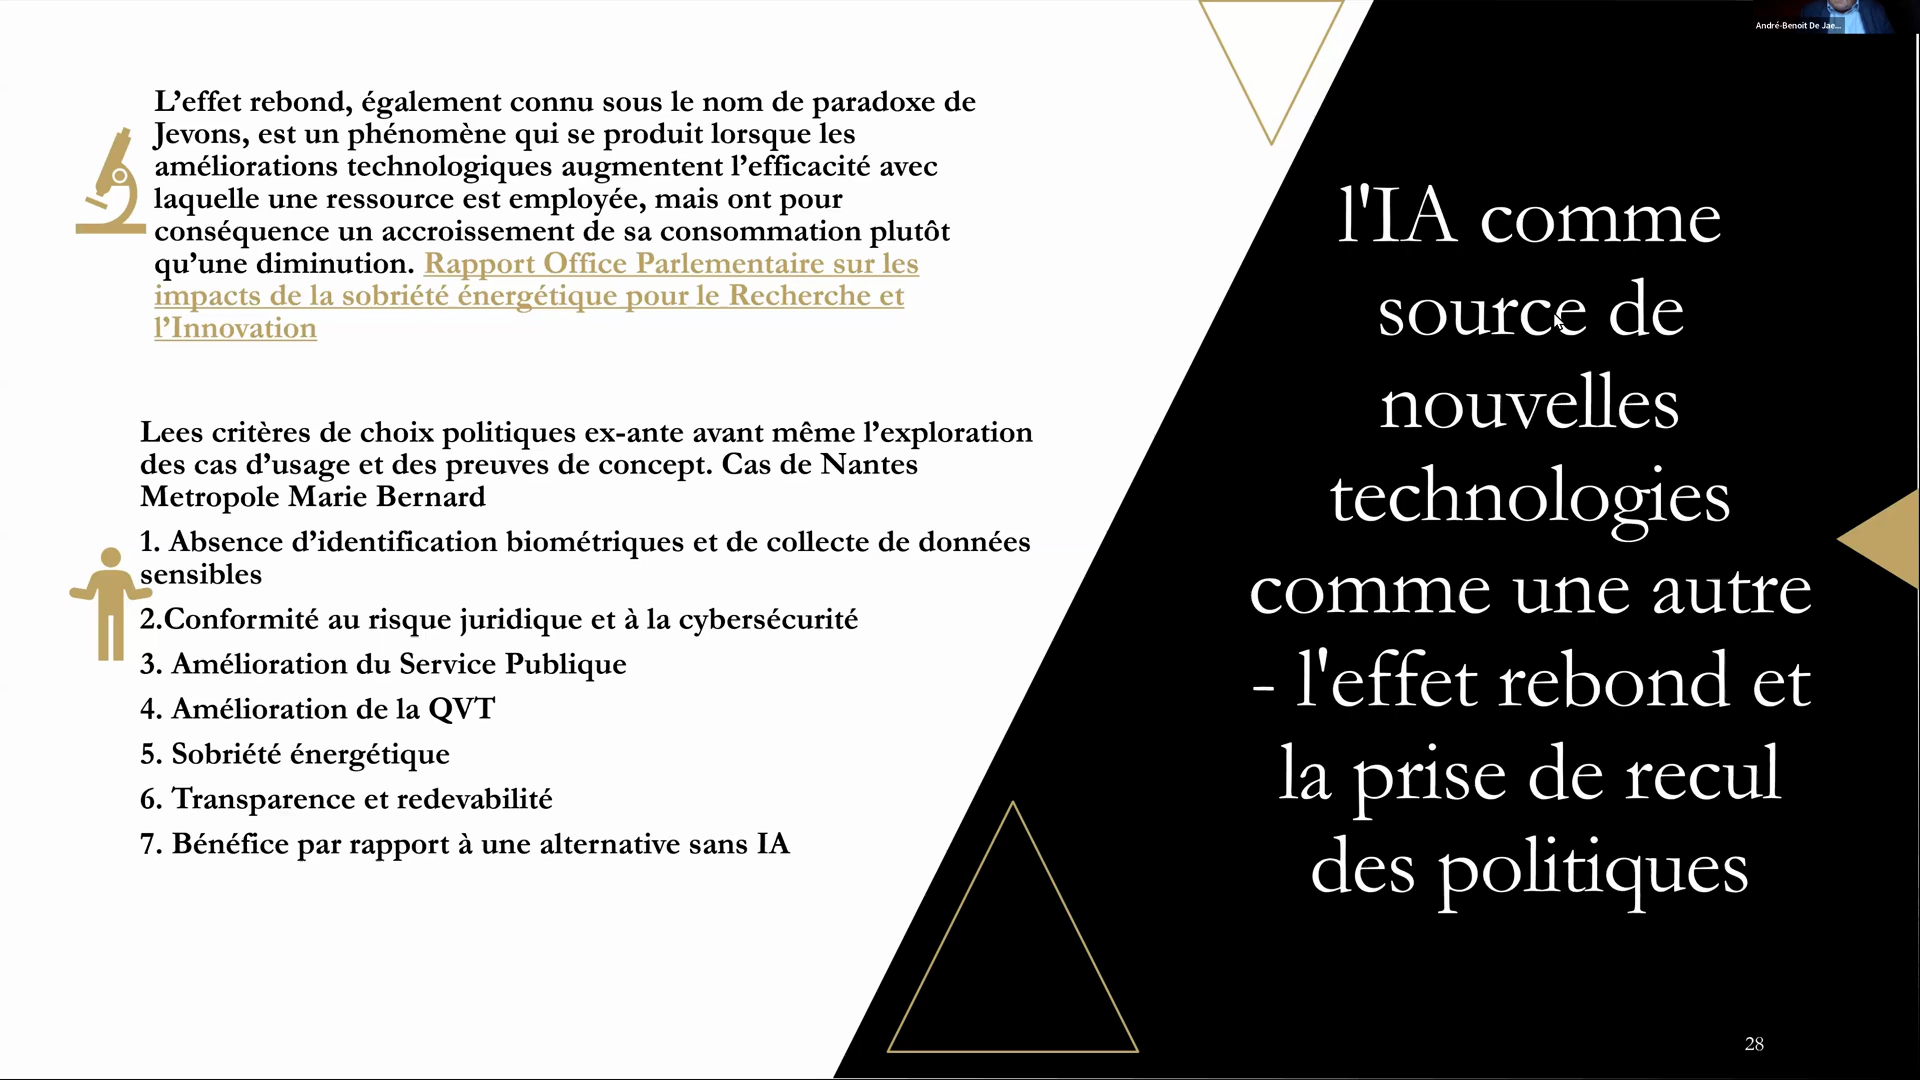 L’effet rebond, également connu sous le nom de paradoxe de
Jevons, est un phénomène qui se produit lorsque les
améliorations technologiques augmentent l’efficacité avec
laquelle une ressource est employée, mais ont pour
conséquence un accroissement de sa consommation plutôt
qu’une diminution. Rapport Office Parlementaire sur les
impacts de la sobriété énergétique pour le Recherche et
l’Innovation
Lees critères de choix politiques ex-ante avant même l’exploration
des cas d’usage et des preuves de concept. Cas de Nantes
Metropole Marie Bernard
1. Absence d’identification biométriques et de collecte de données
sensibles
2.Conformité au risque juridique et à la cybersécurité
3. Amélioration du Service Publique
4. Amélioration de la QVT
5. Sobriété énergétique
6. Transparence et redevabilité
7. Bénéfice par rapport à une alternative sans IA
l'IA comme
source de
nouvelles
technologies
comme une autre
- l'effet rebond et
la prise de recul
des politiques
28
André-Benoit De Jae...